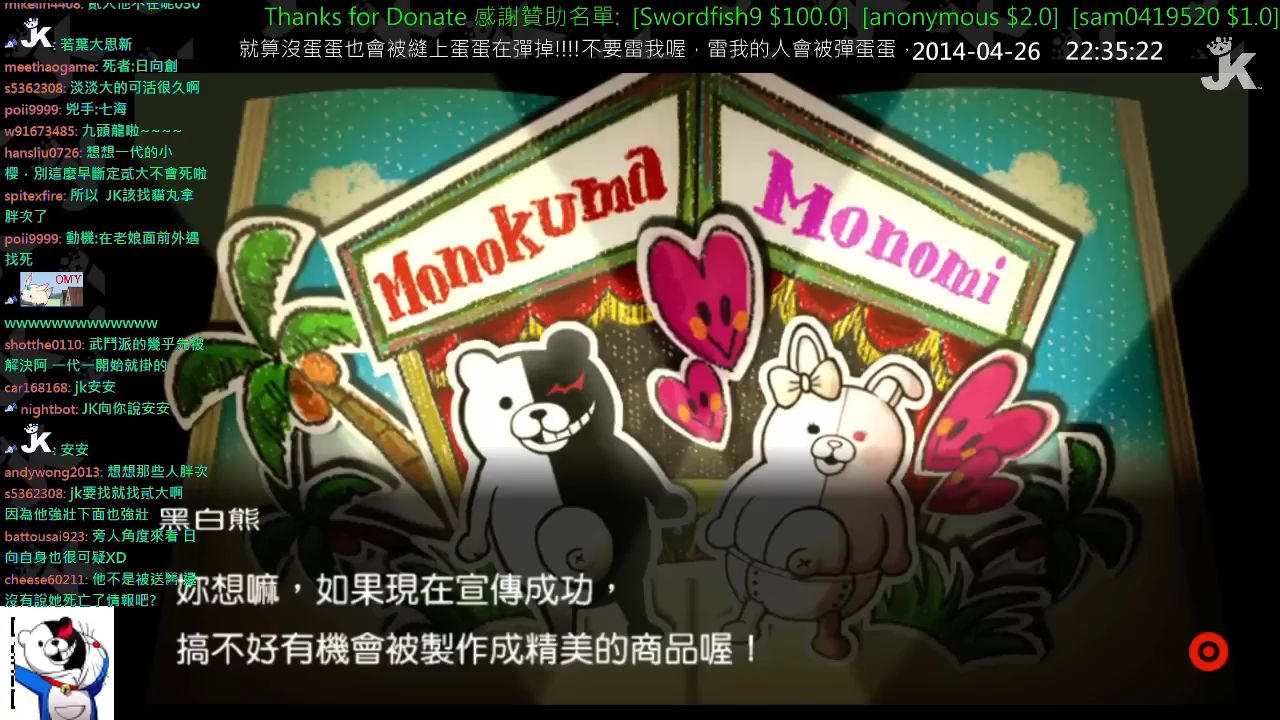 Thanks for Donate 感謝贊助名單: [Swordfish9 $100.0] [anonymous $2.0] [sam0419520 $1.0]
就算沒蛋蛋也會被縫上蛋蛋在彈掉!!!!不要雷我喔，雷我的人會被彈蛋蛋．
2014-04-26 22:35:22
JK
JK: 若葉大思新
meethaogame: 死者:日向創
s5362308: 淡淡大的可活很久啊
poii9999: 兇手:七海
w91673485: 九頭龍啦~~~~
hansliu0726: 想想一代的小
櫻．別這麼早斷定貳大不會死啦
spitexfire: 所以 JK該找貓丸拿
胖次了
poii9999: 動機:在老娘面前外遇
找死
OMY
wwwwwwwwwwwww
shotthe0110: 武鬥派的幾乎先被
解決阿 一代一開始就掛的
car168168: jk安安
nightbot: JK向你說安安
JK: 安安
andywong2013: 想想那些人胖次
s5362308: jk要找就找貳大啊
因為他強壯下面也強壯
battousai923: 旁人角度來看 日
向自身也很可疑XD
cheese60211: 他不是被送醫
沒有說她死亡了情報吧?
Monokuma
Monomi
黑白熊
妳想嘛，如果現在宣傳成功，
搞不好有機會被製作成精美的商品喔！